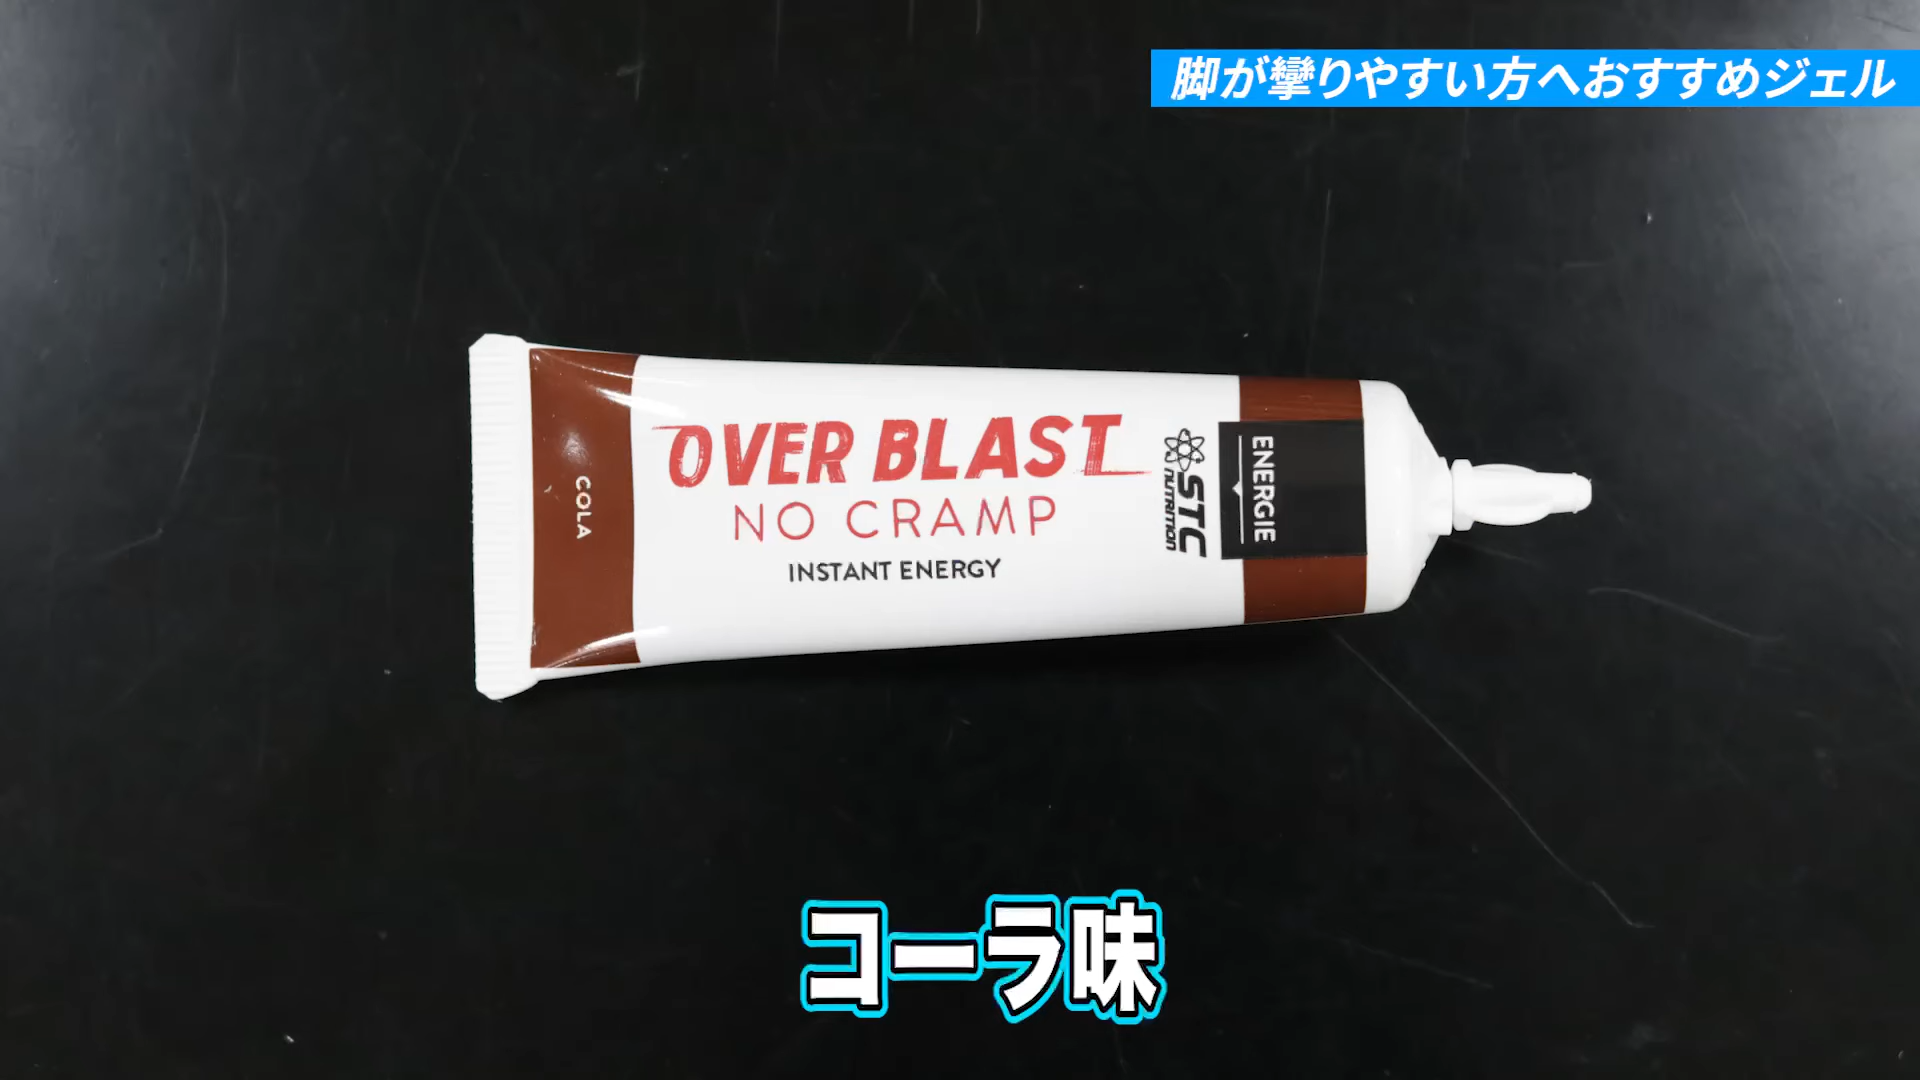 脚が攣りやすい方へおすすめジェル
COLA
OVER BLAST
NO CRAMP
INSTANT ENERGY
STC
NUTRITION
ENERGIE
コーラ味